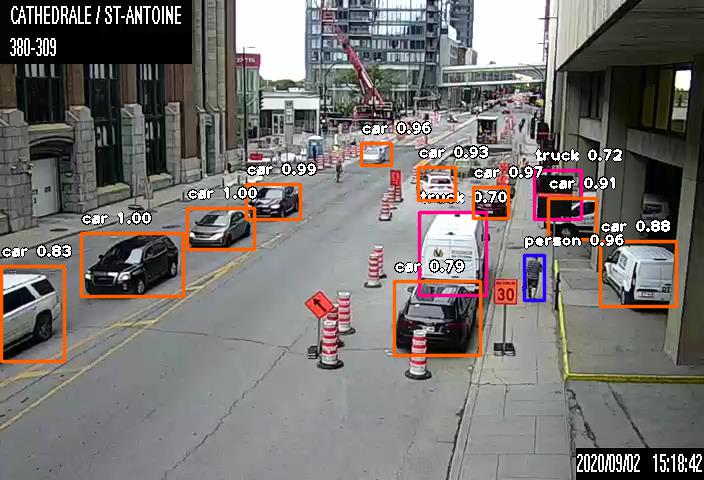 CATHEDRALE / ST-ANTOINE
380-309
car 0.96
car 0.93
truck 0.72
car 0.99
car 0.97
car 0.91
car 1.00
truck 0.70
car 1.00
car 0.88
person 0.96
car 0.83
car 0.79
30
2020/09/02 15:18:42